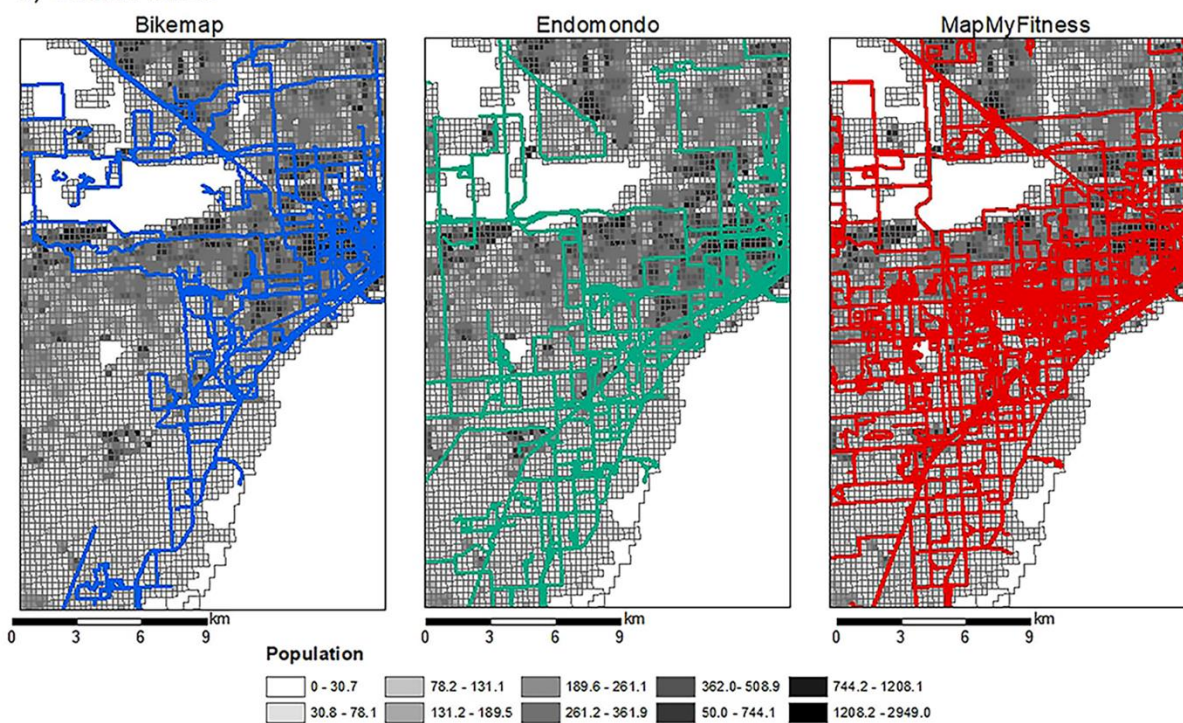 Bikemap Endomondo MapMyFitness
km km km
0 3 6 9 0 3 6 9 0 3 6 9
Population
0 - 30.7 78.2 - 131.1 189.6 - 261.1 362.0- 508.9 744.2 - 1208.1
30.8 - 78.1 131.2 - 189.5 261.2 - 361.9 50.0 - 744.1 1208.2 - 2949.0